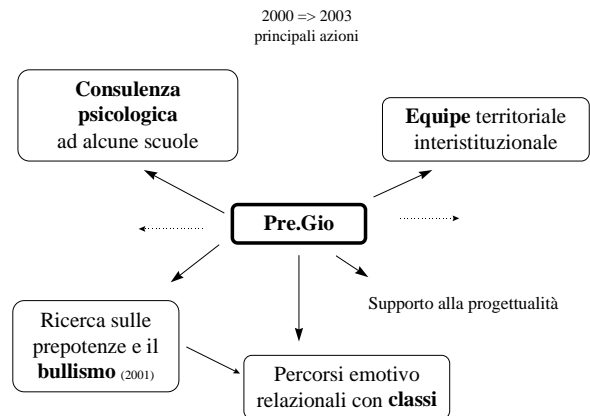 2000 => 2003
principali azioni
Consulenza
psicologica
ad alcune scuole
Equipe territoriale
interistituzionale
Pre.Gio
Supporto alla progettualità
Ricerca sulle
prepotenze e il
bullismo (2001)
Percorsi emotivo
relazionali con classi